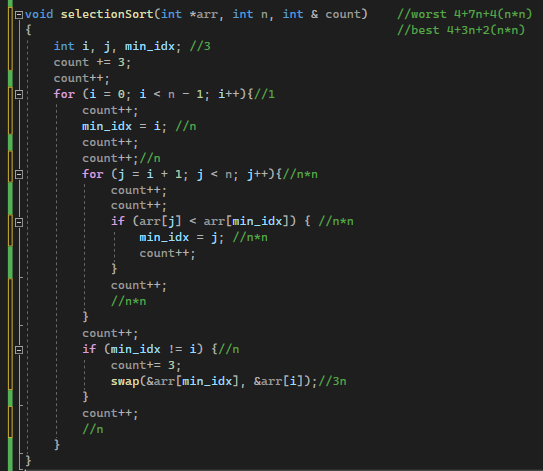 void selectionSort(int *arr, int n, int & count)    //worst 4+7n+4(n*n)
{                                                   //best 4+3n+2(n*n)
    int i, j, min_idx; //3
    count += 3;
    count++;
    for (i = 0; i < n - 1; i++){//1
        count++;
        min_idx = i; //n
        count++;
        count++;//n
        for (j = i + 1; j < n; j++){//n*n
            count++;
            count++;
            if (arr[j] < arr[min_idx]) { //n*n
                min_idx = j; //n*n
                count++;
            }
            count++;
            //n*n
        }
        count++;
        if (min_idx != i) {//n
            count+= 3;
            swap(&arr[min_idx], &arr[i]);//3n
        }
        count++;
        //n
    }
}